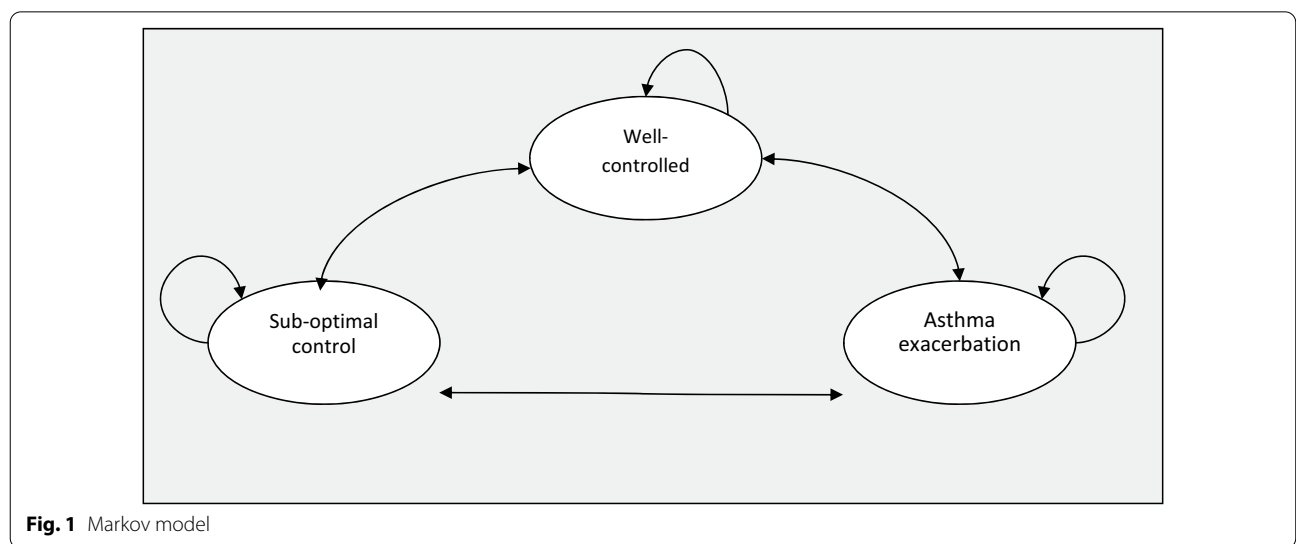 Well-
controlled
Sub-optimal
control
Asthma
exacerbation
Fig. 1 Markov model